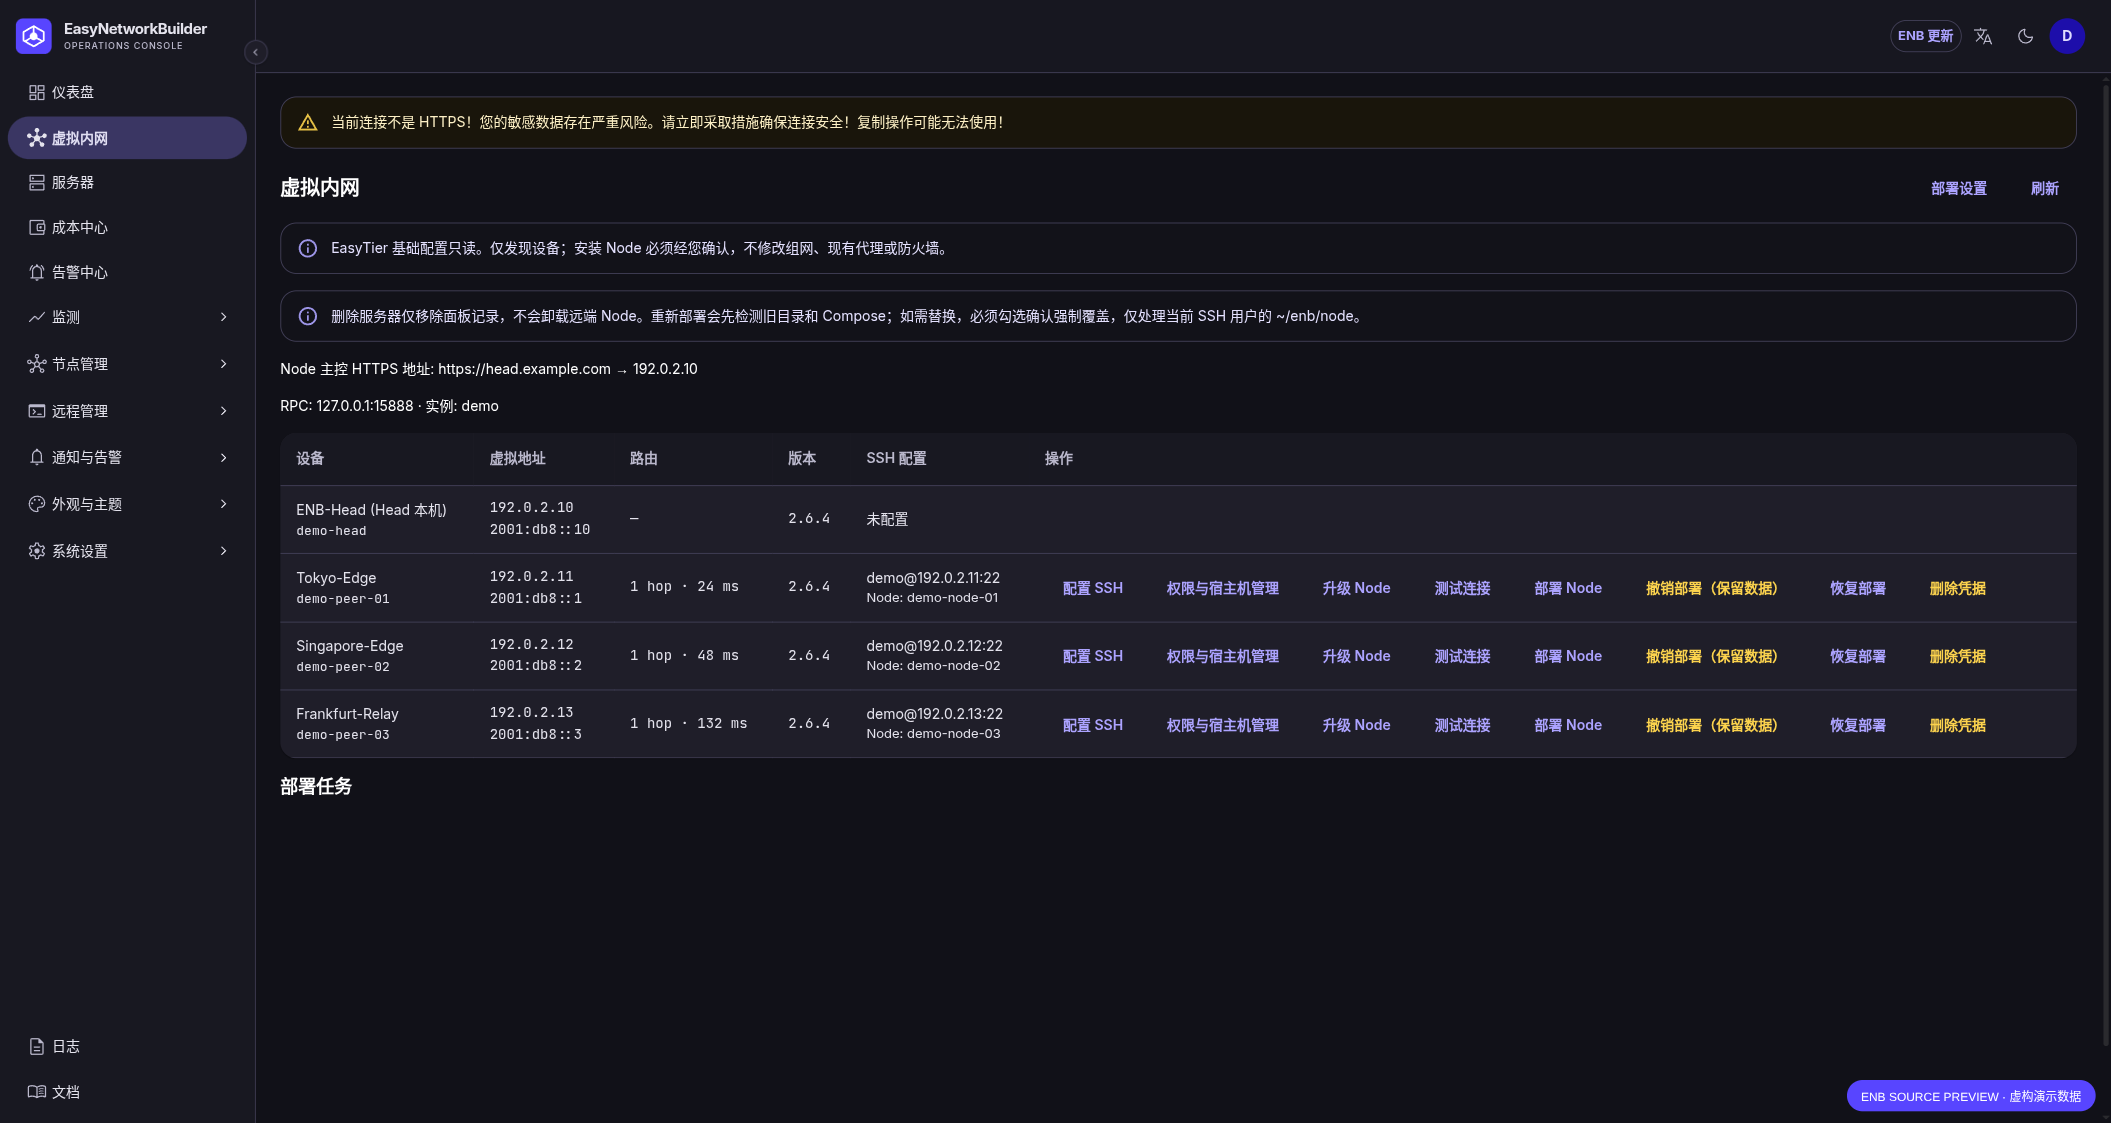 EasyNetworkBuilder
OPERATIONS CONSOLE
ENB 更新
D
仪表盘
虚拟内网
服务器
成本中心
告警中心
监测
节点管理
远程管理
通知与告警
外观与主题
系统设置
日志
文档
当前连接不是 HTTPS！您的敏感数据存在严重风险。请立即采取措施确保连接安全！复制操作可能无法使用！
虚拟内网
部署设置 刷新
EasyTier 基础配置只读。仅发现设备；安装 Node 必须经您确认，不修改组网、现有代理或防火墙。
删除服务器仅移除面板记录，不会卸载远端 Node。重新部署会先检测旧目录和 Compose；如需替换，必须勾选确认强制覆盖，仅处理当前 SSH 用户的 ~/enb/node。
Node 主控 HTTPS 地址: https://head.example.com → 192.0.2.10
RPC: 127.0.0.1:15888 · 实例: demo
设备 虚拟地址 路由 版本 SSH 配置 操作
ENB-Head (Head 本机) 192.0.2.10 — 2.6.4 未配置
demo-head 2001:db8::10
Tokyo-Edge 192.0.2.11 1 hop · 24 ms 2.6.4 demo@192.0.2.11:22 配置 SSH 权限与宿主机管理 升级 Node 测试连接 部署 Node 撤销部署（保留数据） 恢复部署 删除凭据
demo-peer-01 2001:db8::1 Node: demo-node-01
Singapore-Edge 192.0.2.12 1 hop · 48 ms 2.6.4 demo@192.0.2.12:22 配置 SSH 权限与宿主机管理 升级 Node 测试连接 部署 Node 撤销部署（保留数据） 恢复部署 删除凭据
demo-peer-02 2001:db8::2 Node: demo-node-02
Frankfurt-Relay 192.0.2.13 1 hop · 132 ms 2.6.4 demo@192.0.2.13:22 配置 SSH 权限与宿主机管理 升级 Node 测试连接 部署 Node 撤销部署（保留数据） 恢复部署 删除凭据
demo-peer-03 2001:db8::3 Node: demo-node-03
部署任务
ENB SOURCE PREVIEW · 虚构演示数据